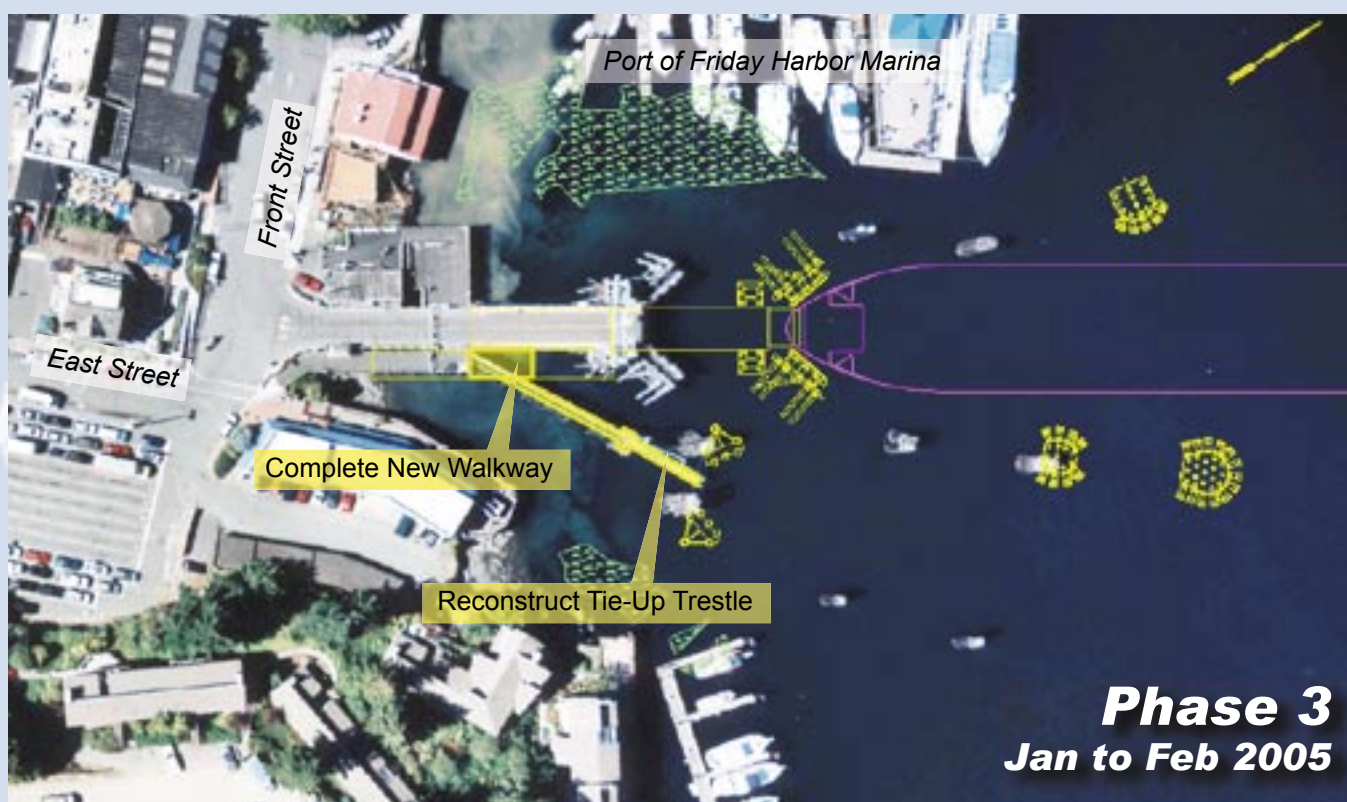 Port of Friday Harbor Marina
Front Street
East Street
Complete New Walkway
Reconstruct Tie-Up Trestle
Phase 3
Jan to Feb 2005